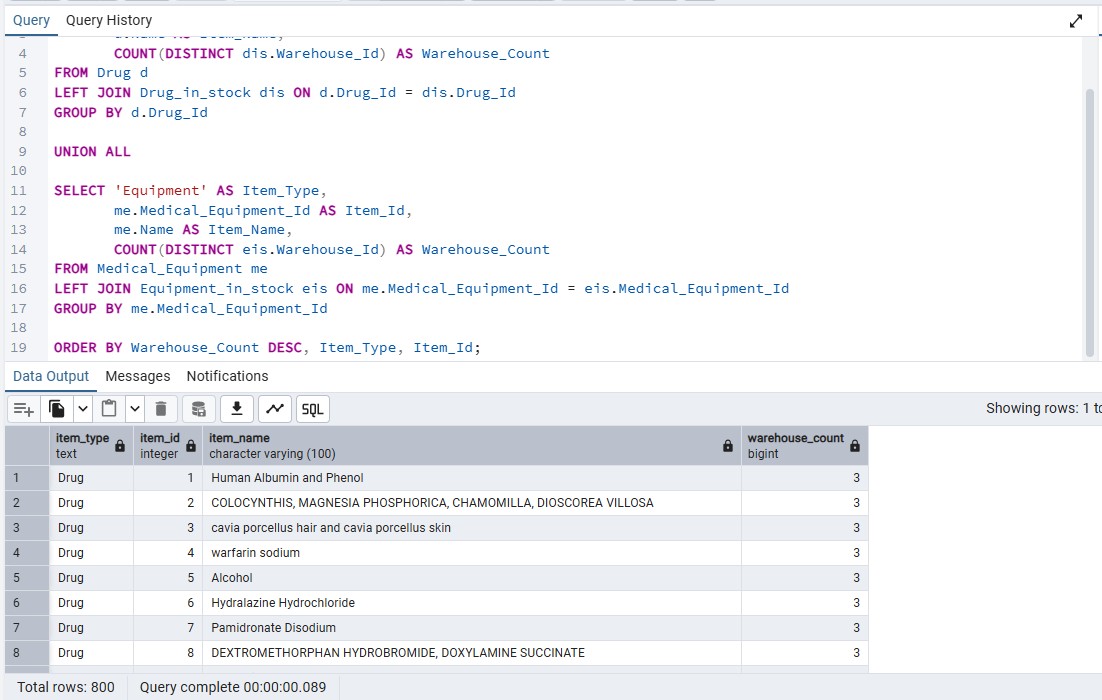 Query Query History
4 COUNT(DISTINCT dis.Warehouse_Id) AS Warehouse_Count
5 FROM Drug d
6 LEFT JOIN Drug_in_stock dis ON d.Drug_Id = dis.Drug_Id
7 GROUP BY d.Drug_Id
8
9 UNION ALL
10
11 SELECT 'Equipment' AS Item_Type,
12 me.Medical_Equipment_Id AS Item_Id,
13 me.Name AS Item_Name,
14 COUNT(DISTINCT eis.Warehouse_Id) AS Warehouse_Count
15 FROM Medical_Equipment me
16 LEFT JOIN Equipment_in_stock eis ON me.Medical_Equipment_Id = eis.Medical_Equipment_Id
17 GROUP BY me.Medical_Equipment_Id
18
19 ORDER BY Warehouse_Count DESC, Item_Type, Item_Id;
Data Output Messages Notifications
SQL Showing rows: 1
item_type item_id item_name warehouse_count
text integer character varying (100) bigint
1 Drug 1 Human Albumin and Phenol 3
2 Drug 2 COLOCYNTHIS, MAGNESIA PHOSPHORICA, CHAMOMILLA, DIOSCOREA VILLOSA 3
3 Drug 3 cavia porcellus hair and cavia porcellus skin 3
4 Drug 4 warfarin sodium 3
5 Drug 5 Alcohol 3
6 Drug 6 Hydralazine Hydrochloride 3
7 Drug 7 Pamidronate Disodium 3
8 Drug 8 DEXTROMETHORPHAN HYDROBROMIDE, DOXYLAMINE SUCCINATE 3
Total rows: 800 Query complete 00:00:00.089